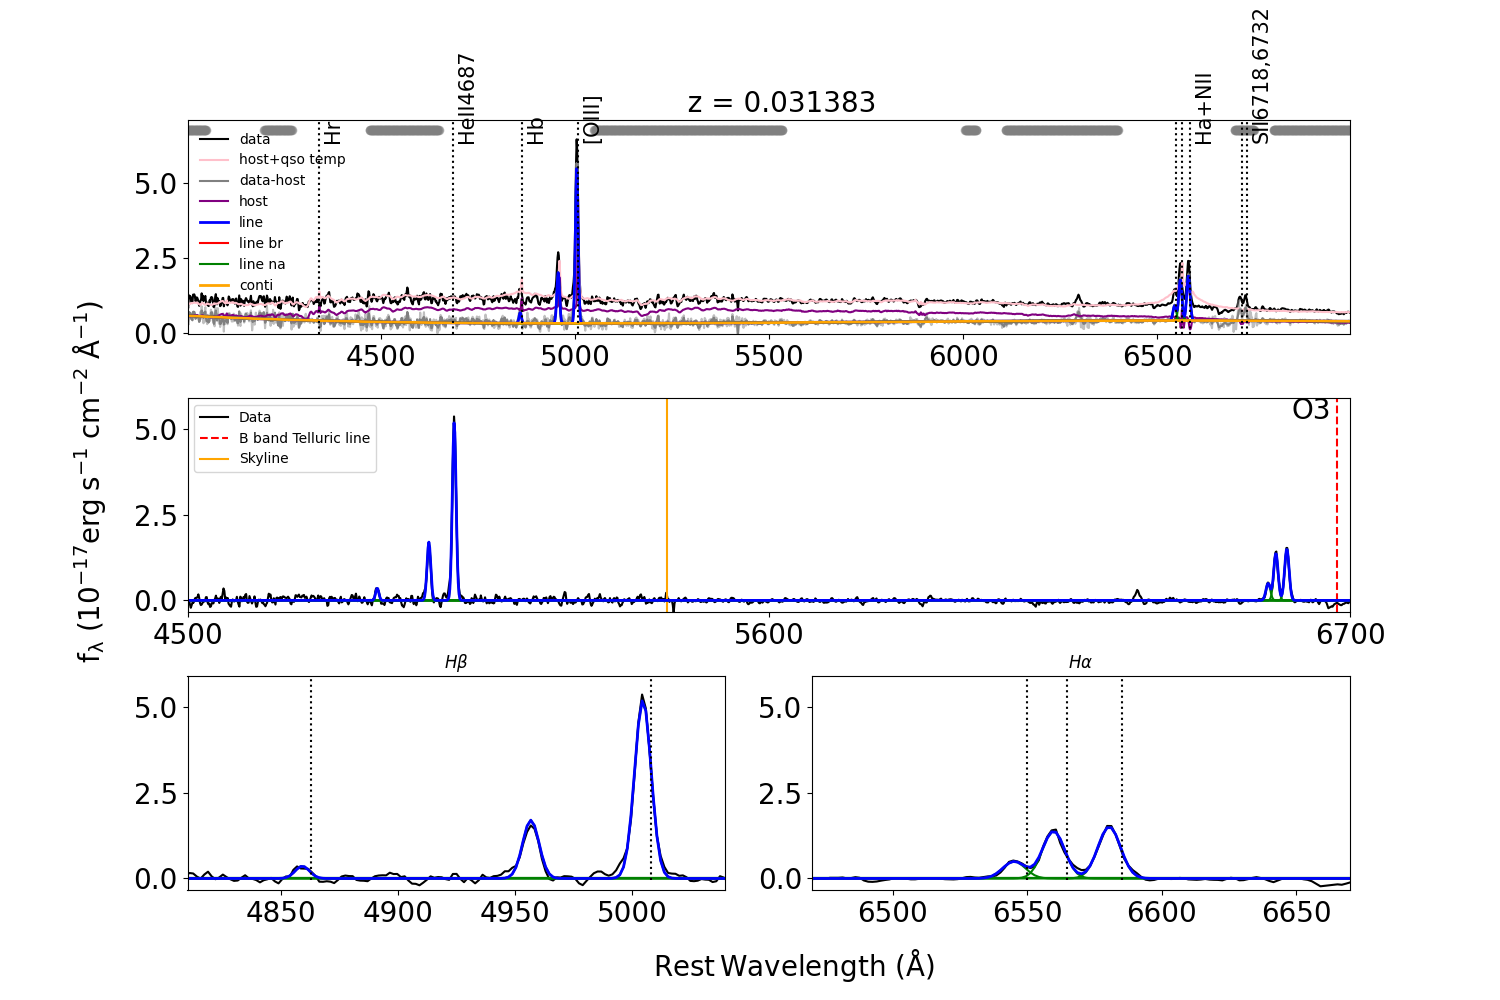 z = 0.031383
Hr
HeII4687
Hb
[OIII]
Ha+NII
SII6718,6732
data
host+qso temp
data-host
host
line
line br
line na
conti
5.0
2.5
0.0
4500 5000 5500 6000 6500
Data
B band Telluric line
Skyline
O3
5.0
2.5
0.0
4500 5600 6700
fλ (10⁻¹⁷erg s⁻¹ cm⁻² Å⁻¹)
Hβ
5.0
2.5
0.0
4850 4900 4950 5000
Hα
5.0
2.5
0.0
6500 6550 6600 6650
Rest Wavelength (Å)